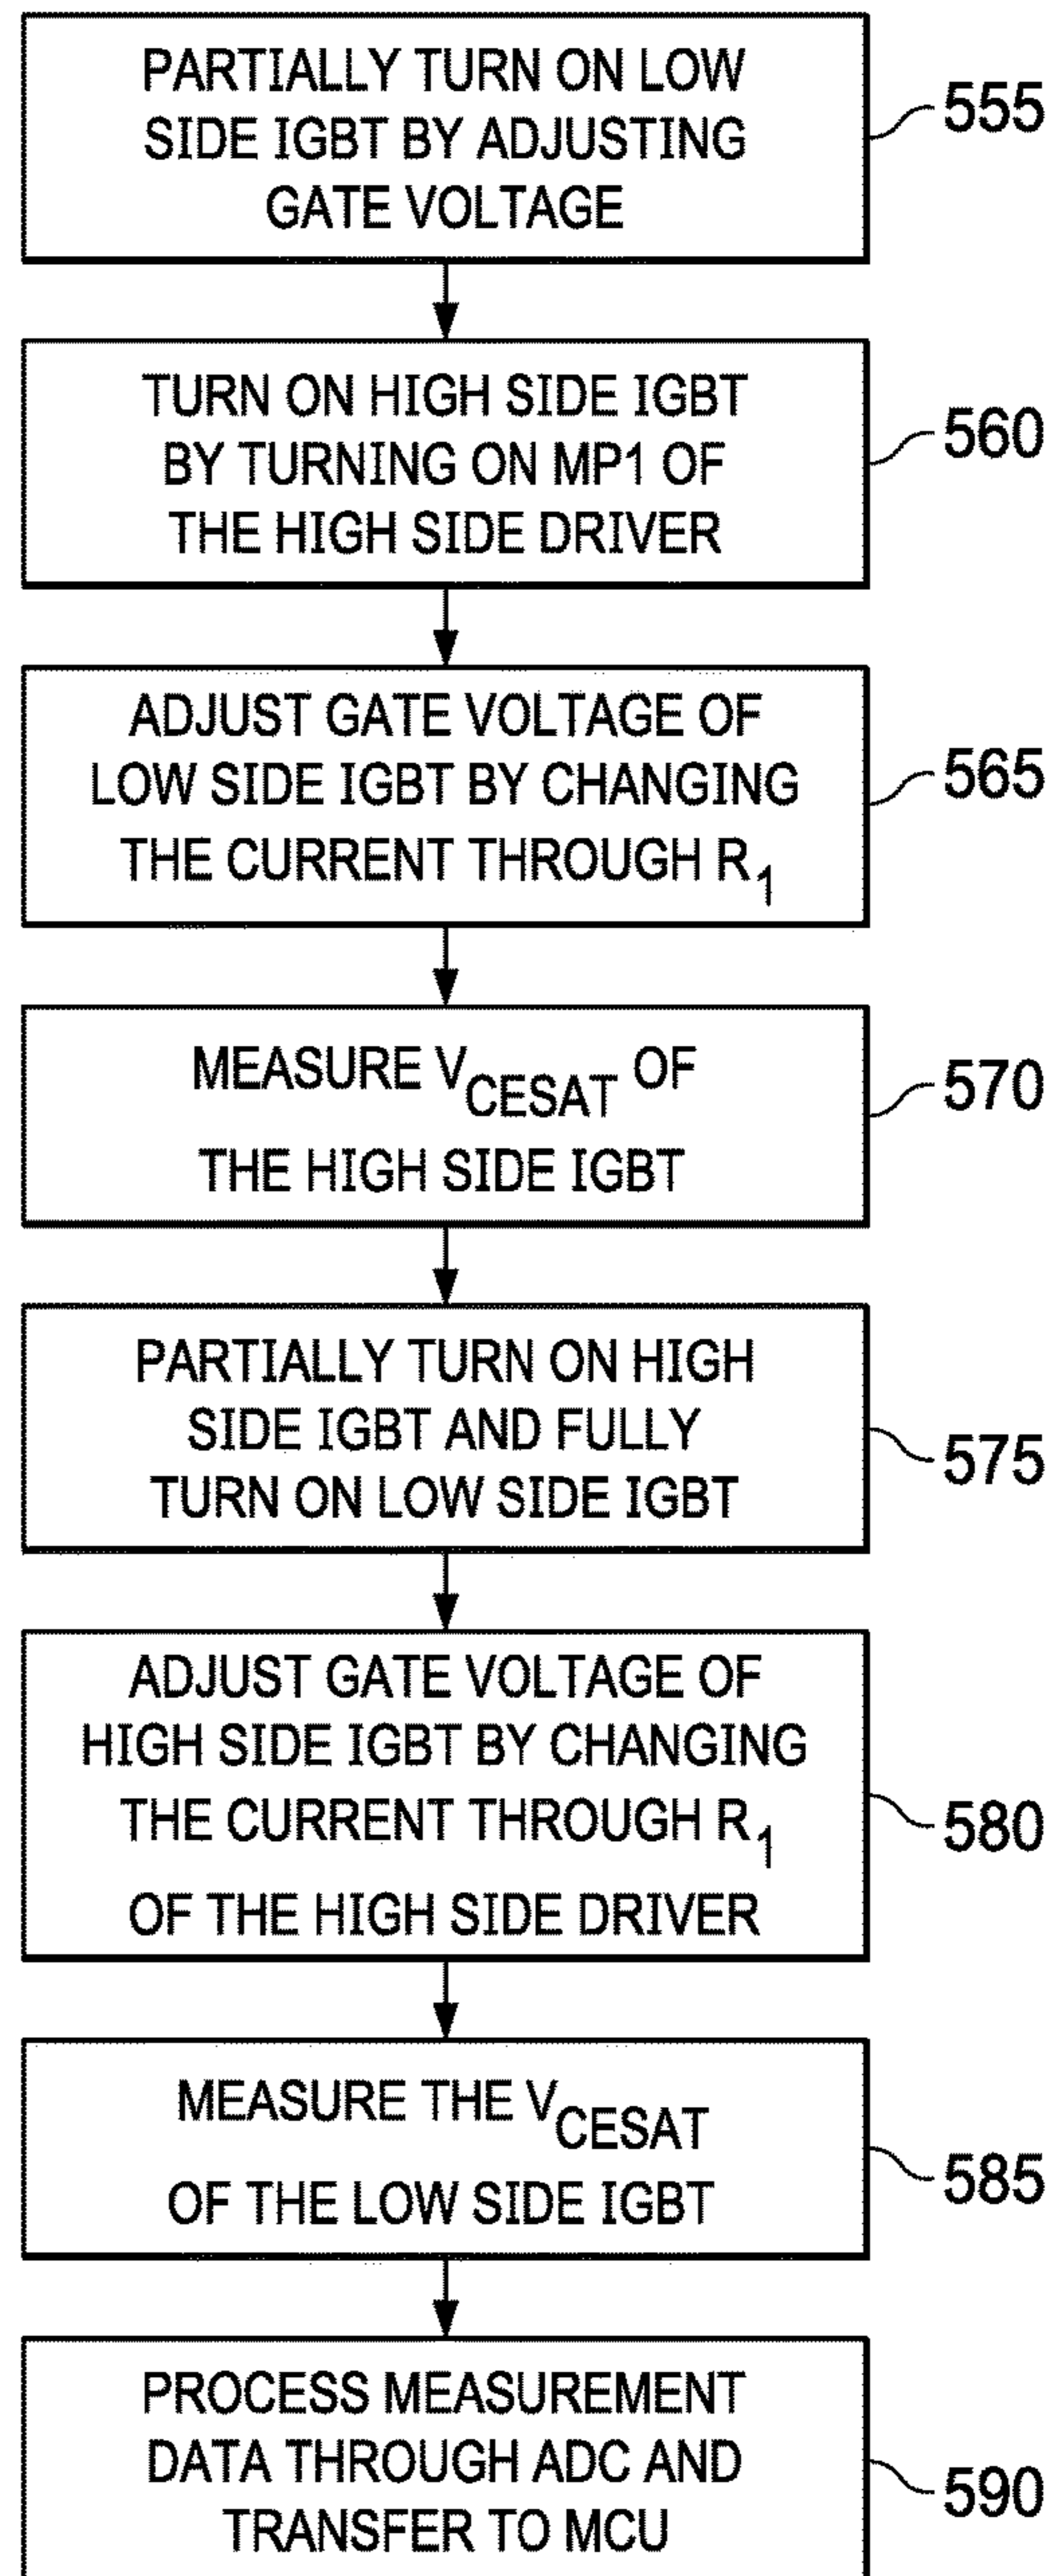 PARTIALLY TURN ON LOW
SIDE IGBT BY ADJUSTING
GATE VOLTAGE
555
TURN ON HIGH SIDE IGBT
BY TURNING ON MP1 OF
THE HIGH SIDE DRIVER
560
ADJUST GATE VOLTAGE OF
LOW SIDE IGBT BY CHANGING
THE CURRENT THROUGH R1
565
MEASURE VCESAT OF
THE HIGH SIDE IGBT
570
PARTIALLY TURN ON HIGH
SIDE IGBT AND FULLY
TURN ON LOW SIDE IGBT
575
ADJUST GATE VOLTAGE OF
HIGH SIDE IGBT BY CHANGING
THE CURRENT THROUGH R1
OF THE HIGH SIDE DRIVER
580
MEASURE THE VCESAT
OF THE LOW SIDE IGBT
585
PROCESS MEASUREMENT
DATA THROUGH ADC AND
TRANSFER TO MCU
590